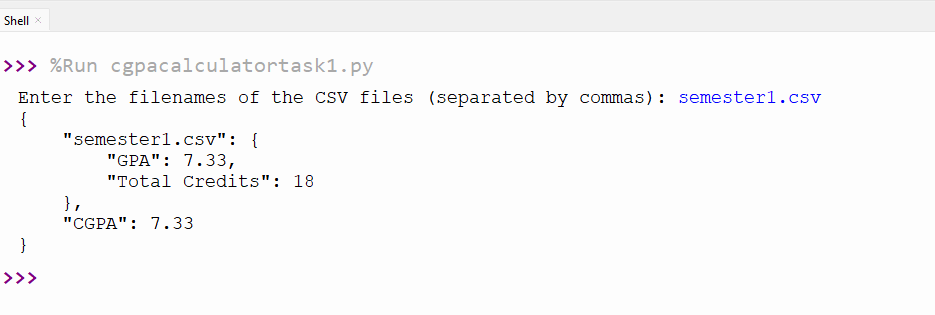 Shell ×
>>> %Run cgpacalculatortask1.py
Enter the filenames of the CSV files (separated by commas): semester1.csv
{
    "semester1.csv": {
        "GPA": 7.33,
        "Total Credits": 18
    },
    "CGPA": 7.33
}
>>>